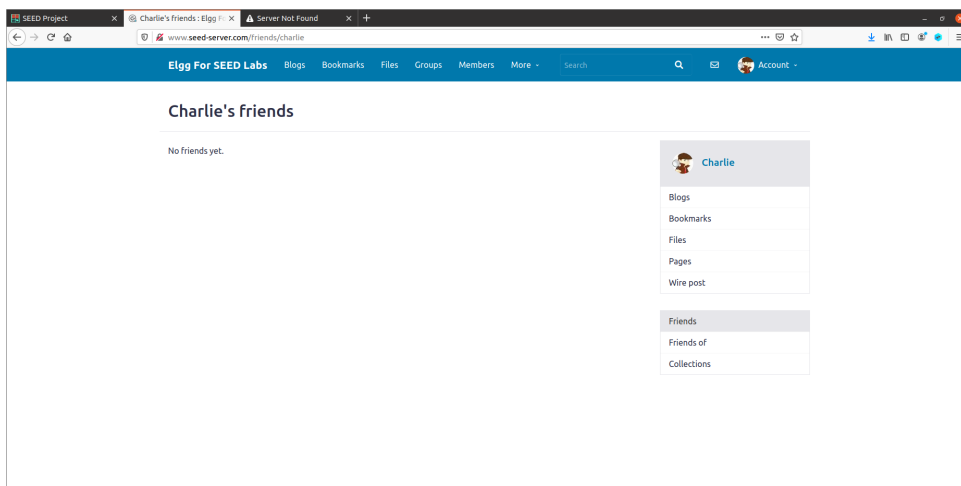 SEED Project
Charlie's friends : Elgg Fo
Server Not Found
www.seed-server.com/friends/charlie
Elgg For SEED Labs Blogs Bookmarks Files Groups Members More Search Account
Charlie's friends
No friends yet.
Charlie
Blogs
Bookmarks
Files
Pages
Wire post
Friends
Friends of
Collections